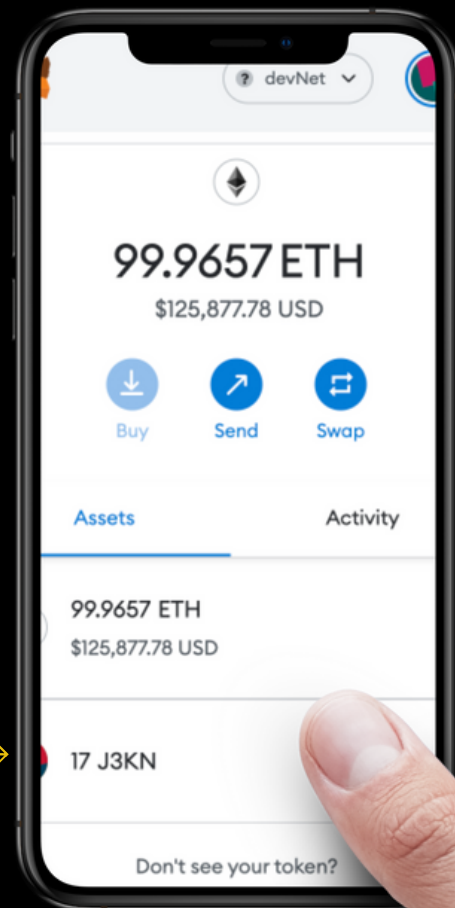 ? devNet
99.9657 ETH
$125,877.78 USD
Buy Send Swap
Assets Activity
99.9657 ETH
$125,877.78 USD
17 J3KN
Don't see your token?